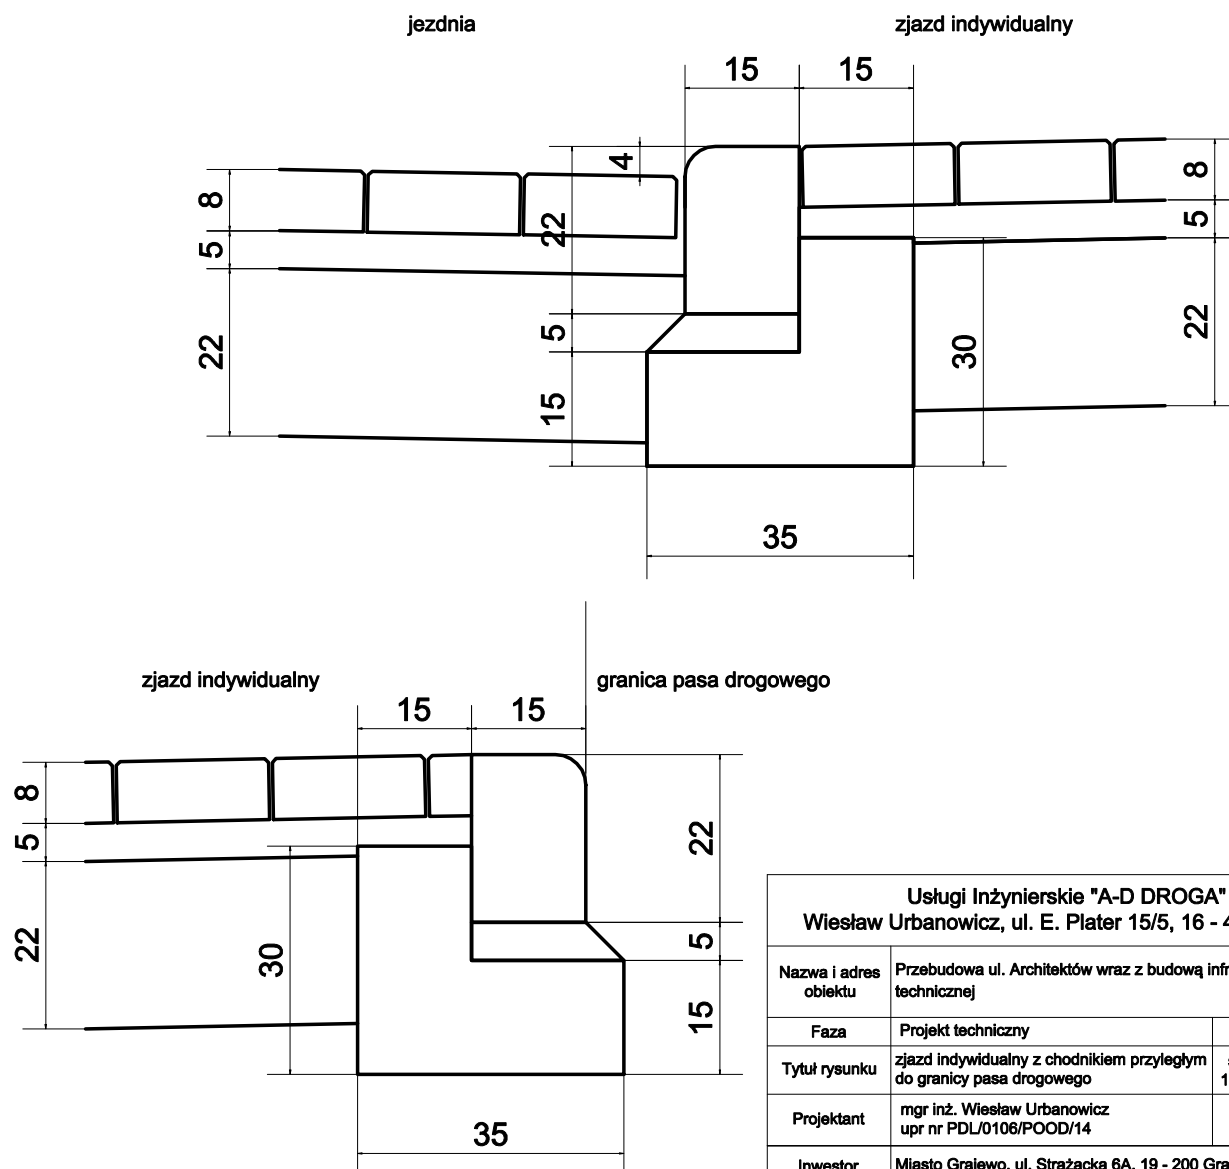 jezdnia
zjazd indywidualny
15
15
4
8
8
22
5
5
22
22
5
30
15
35
zjazd indywidualny
granica pasa drogowego
15
15
8
5
22
22
30
5
15
35
Usługi Inżynierskie "A-D DROGA"
Wiesław Urbanowicz, ul. E. Plater 15/5, 16 - 4
Nazwa i adres
obiektu
Przebudowa ul. Architektów wraz z budową infr
technicznej
Faza
Projekt techniczny
Tytuł rysunku
zjazd indywidualny z chodnikiem przyległym
do granicy pasa drogowego
1
Projektant
mgr inż. Wiesław Urbanowicz
upr nr PDL/0106/POOD/14
Inwestor
Miasto Grajewo, ul. Strażacka 6A, 19 - 200 Gra